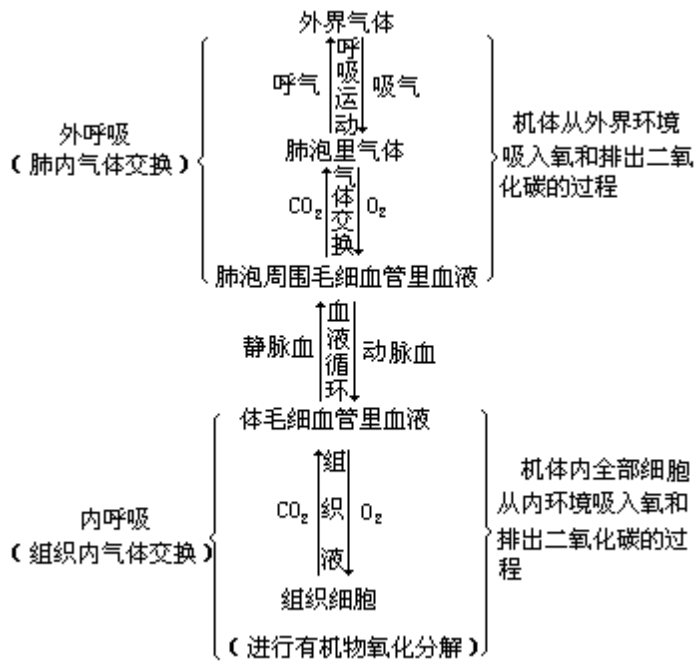 外界气体
呼气
呼吸运动
吸气
外呼吸
(肺内气体交换)
肺泡里气体
机体从外界环境
吸入氧和排出二氧
化碳的过程
CO₂
气体交换
O₂
肺泡周围毛细血管里血液
静脉血
血液循环
动脉血
体毛细血管里血液
内呼吸
(组织内气体交换)
CO₂
组织液
O₂
机体内全部细胞
从内环境吸入氧和
排出二氧化碳的过
程
组织细胞
(进行有机物氧化分解)